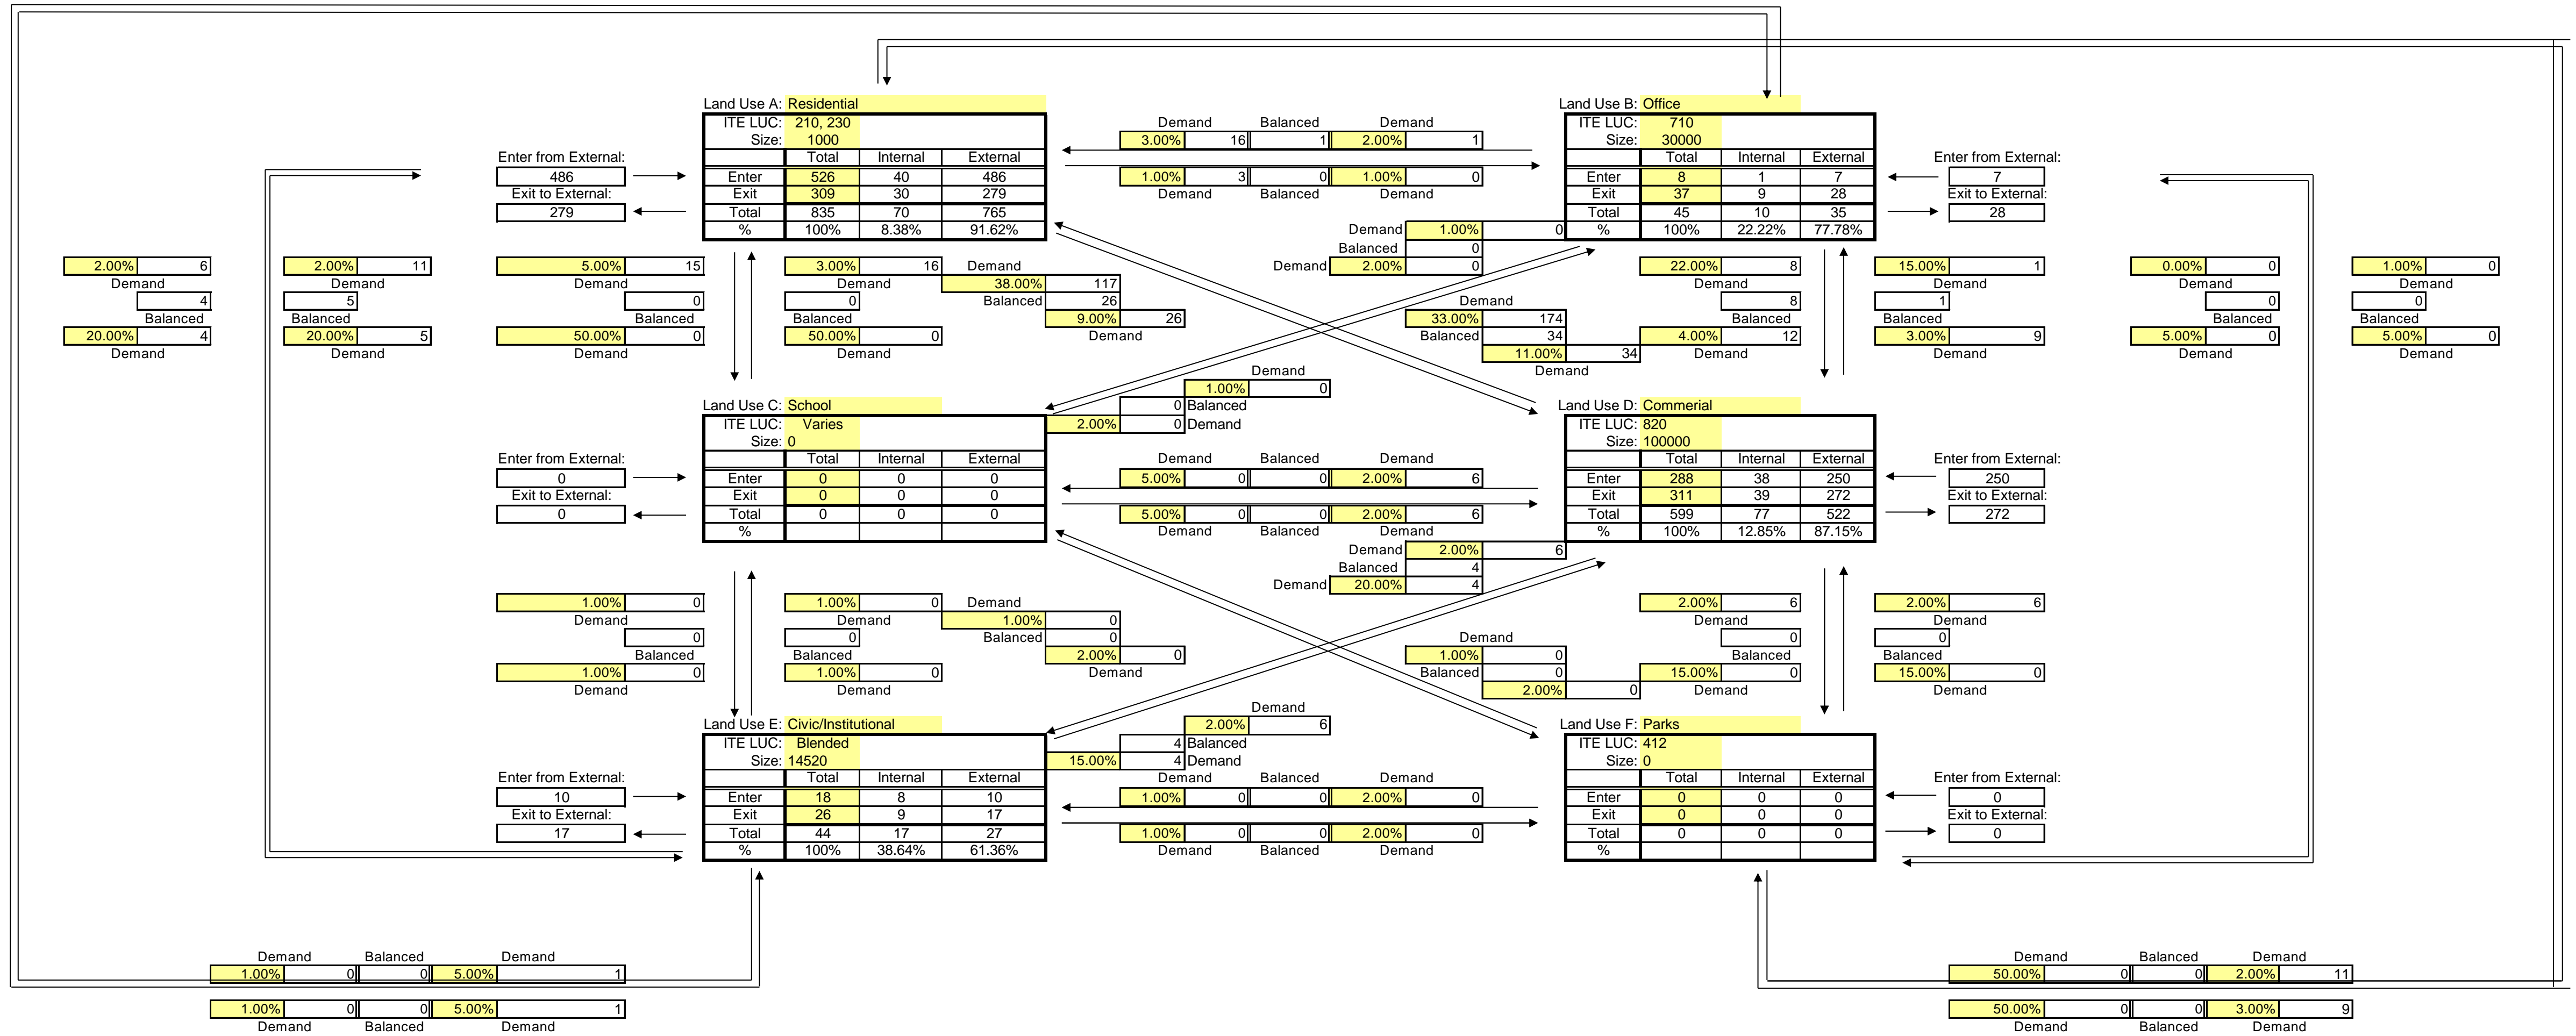 Land Use A: Residential Land Use B: Office
ITE LUC: 210, 230 Demand Balanced Demand ITE LUC: 710
Size: 1000 3.00% 16 1 2.00% 1 Size: 30000
Enter from External: Total Internal External Total Internal External Enter from External:
486 Enter 526 40 486 1.00% 3 0 1.00% 0 Enter 8 1 7 7
Exit to External: Exit 309 30 279 Demand Balanced Demand Exit 37 9 28 Exit to External:
279 Total 835 70 765 Total 45 10 35 28
% 100% 8.38% 91.62% Demand 1.00% 0 % 100% 22.22% 77.78%
Balanced 0
2.00% 6 2.00% 11 5.00% 15 3.00% 16 Demand Demand 2.00% 0 22.00% 8 15.00% 1 0.00% 0 1.00% 0
Demand Demand Demand Demand 38.00% 117 Demand Demand Demand Demand
4 5 0 0 Balanced 26 Demand 8 1 0 0
Balanced Balanced Balanced Balanced 9.00% 26 33.00% 174 Balanced Balanced Balanced Balanced
20.00% 4 20.00% 5 50.00% 0 50.00% 0 Demand Balanced 34 4.00% 12 3.00% 9 5.00% 0 5.00% 0
Demand Demand Demand Demand 11.00% 34 Demand Demand Demand Demand
Demand Demand
1.00% 0
Land Use C: School 0 Balanced Land Use D: Commerial
ITE LUC: Varies 2.00% 0 Demand ITE LUC: 820
Size: 0 Size: 100000
Enter from External: Total Internal External Demand Balanced Demand Total Internal External Enter from External:
0 Enter 0 0 0 5.00% 0 0 2.00% 6 Enter 288 38 250 250
Exit to External: Exit 0 0 0 Exit 311 39 272 Exit to External:
0 Total 0 0 0 5.00% 0 0 2.00% 6 Total 599 77 522 272
% Demand Balanced Demand % 100% 12.85% 87.15%
Demand 2.00% 6
Balanced 4
Demand 20.00% 4
1.00% 0 1.00% 0 Demand 2.00% 6 2.00% 6
Demand Demand 1.00% 0 Demand Demand
0 0 Balanced 0 Demand 0 0
Balanced Balanced 2.00% 0 1.00% 0 Balanced Balanced
1.00% 0 1.00% 0 Demand Balanced 0 15.00% 0 15.00% 0
Demand Demand 2.00% 0 Demand Demand
Demand
Land Use E: Civic/Institutional 2.00% 6 Land Use F: Parks
ITE LUC: Blended 4 Balanced ITE LUC: 412
Size: 14520 15.00% 4 Demand Size: 0
Enter from External: Total Internal External Demand Balanced Demand Total Internal External Enter from External:
10 Enter 18 8 10 1.00% 0 0 2.00% 0 Enter 0 0 0 0
Exit to External: Exit 26 9 17 Exit 0 0 0 Exit to External:
17 Total 44 17 27 1.00% 0 0 2.00% 0 Total 0 0 0 0
% 100% 38.64% 61.36% Demand Balanced Demand %
Demand Balanced Demand Demand Balanced Demand
1.00% 0 0 5.00% 1 50.00% 0 0 2.00% 11
1.00% 0 0 5.00% 1 50.00% 0 0 3.00% 9
Demand Balanced Demand Demand Balanced Demand